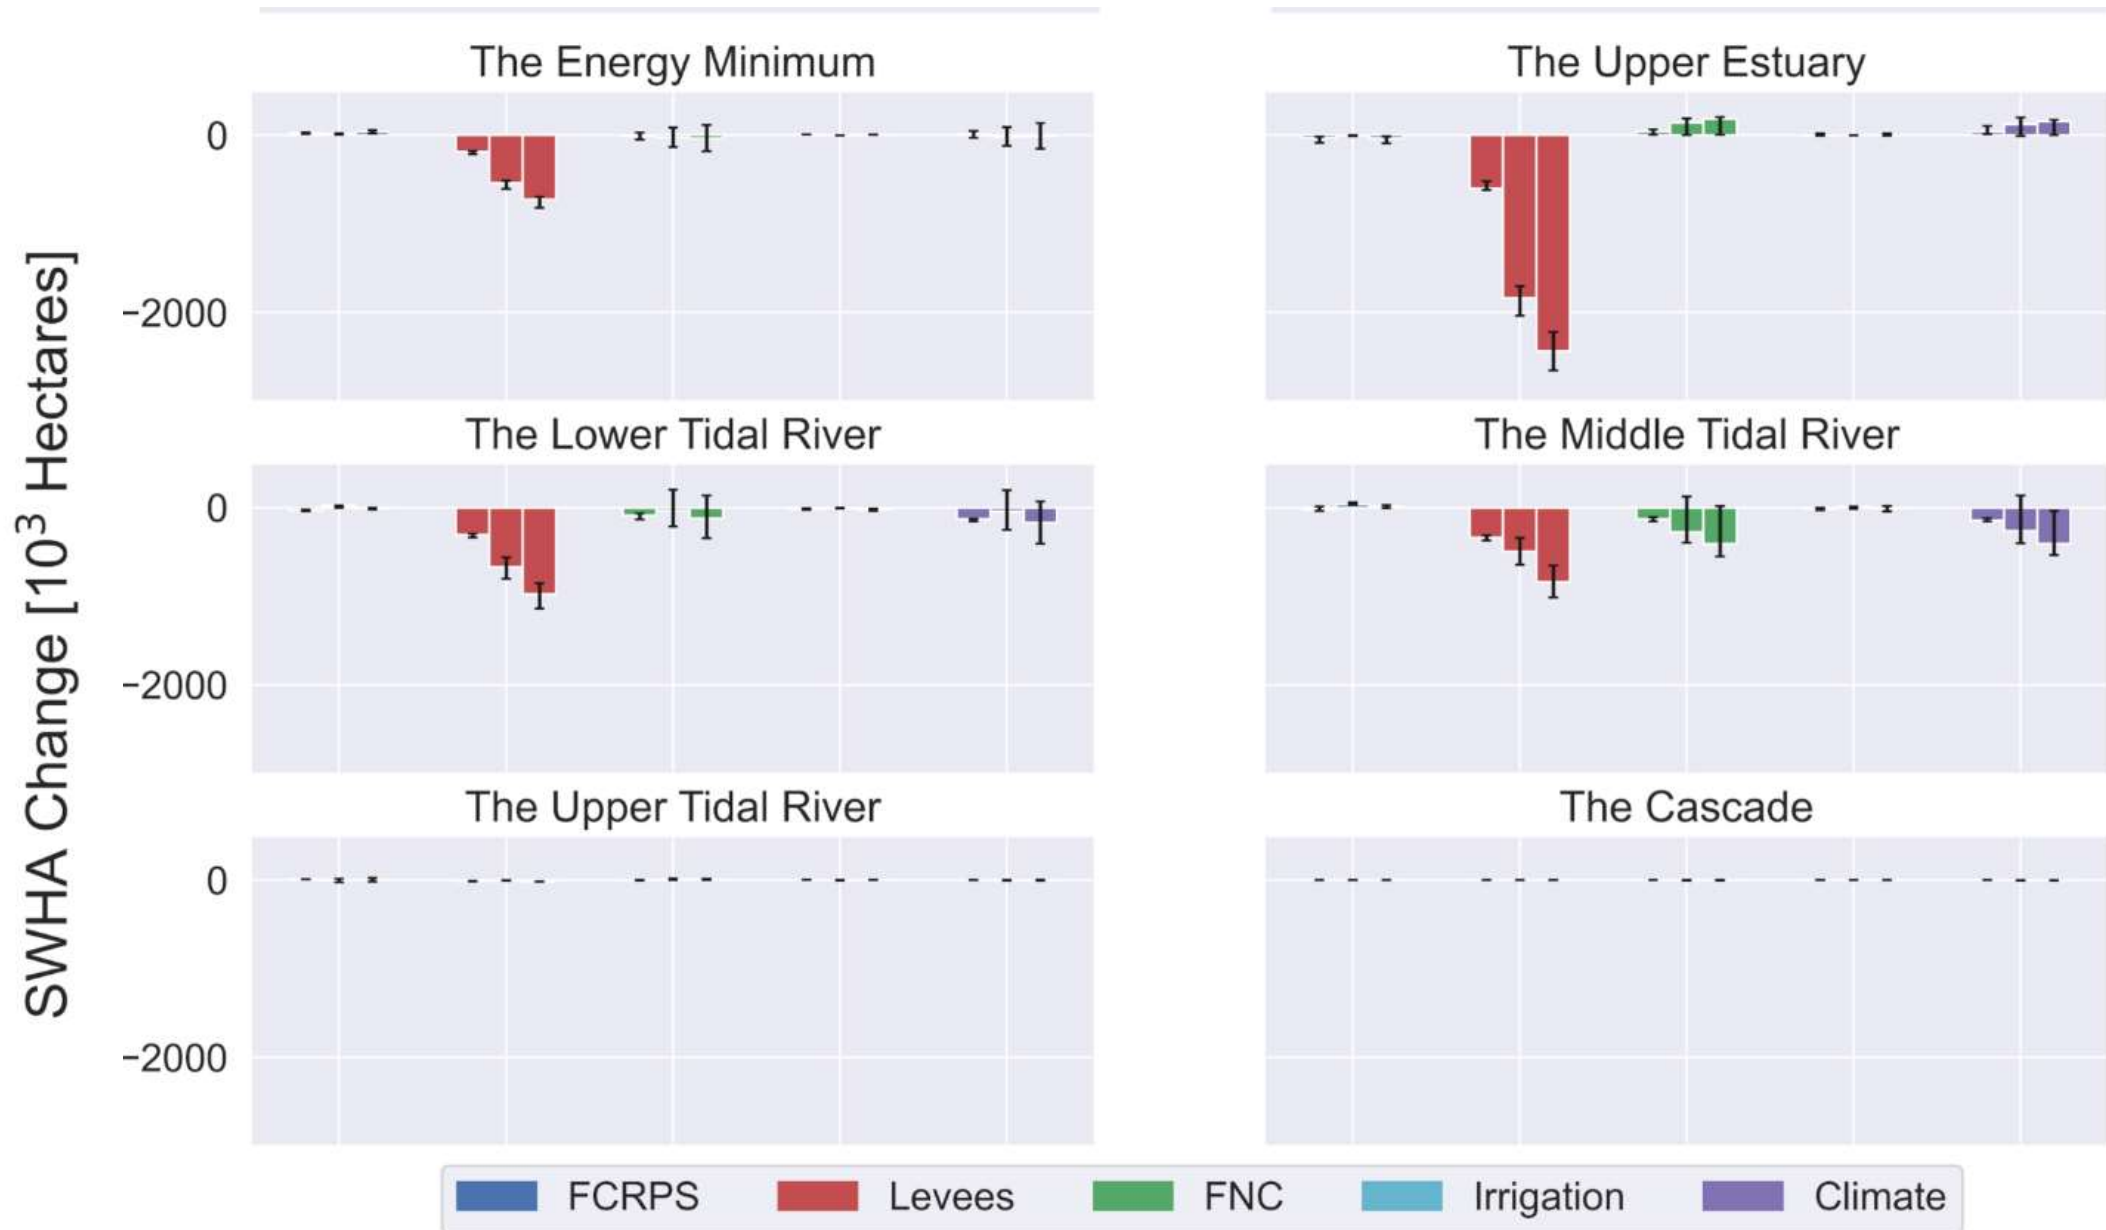 The Energy Minimum
The Upper Estuary
0
−2000
SWHA Change [10³ Hectares]
The Lower Tidal River
The Middle Tidal River
0
−2000
The Upper Tidal River
The Cascade
0
−2000
FCRPS Levees FNC Irrigation Climate